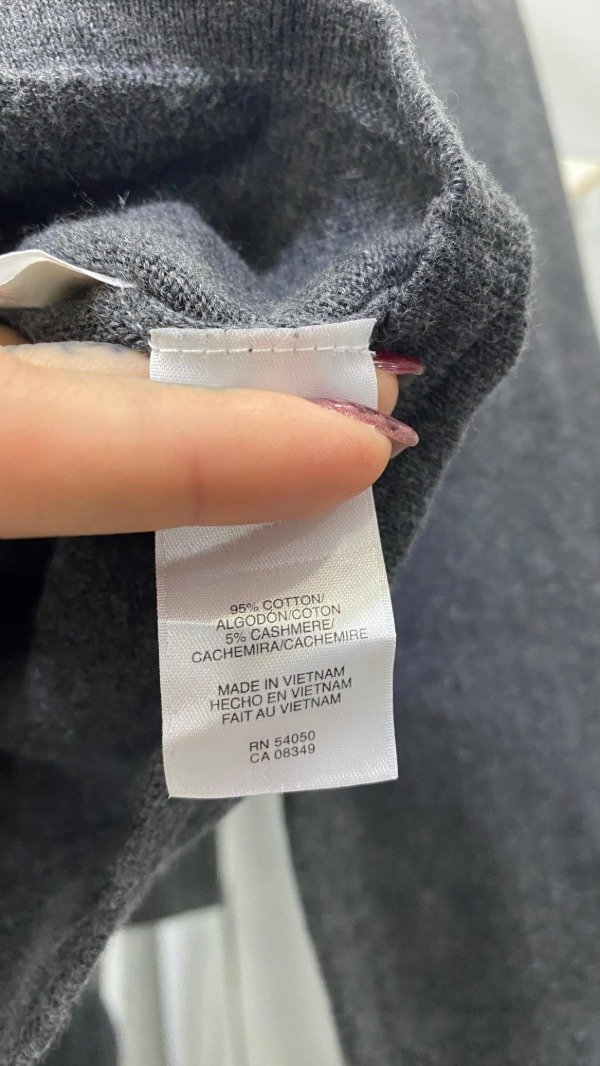 95% COTTON/
ALGODÓN/COTON
5% CASHMERE/
CACHEMIRA/CACHEMIRE
MADE IN VIETNAM
HECHO EN VIETNAM
FAIT AU VIETNAM
RN 54050
CA 08349